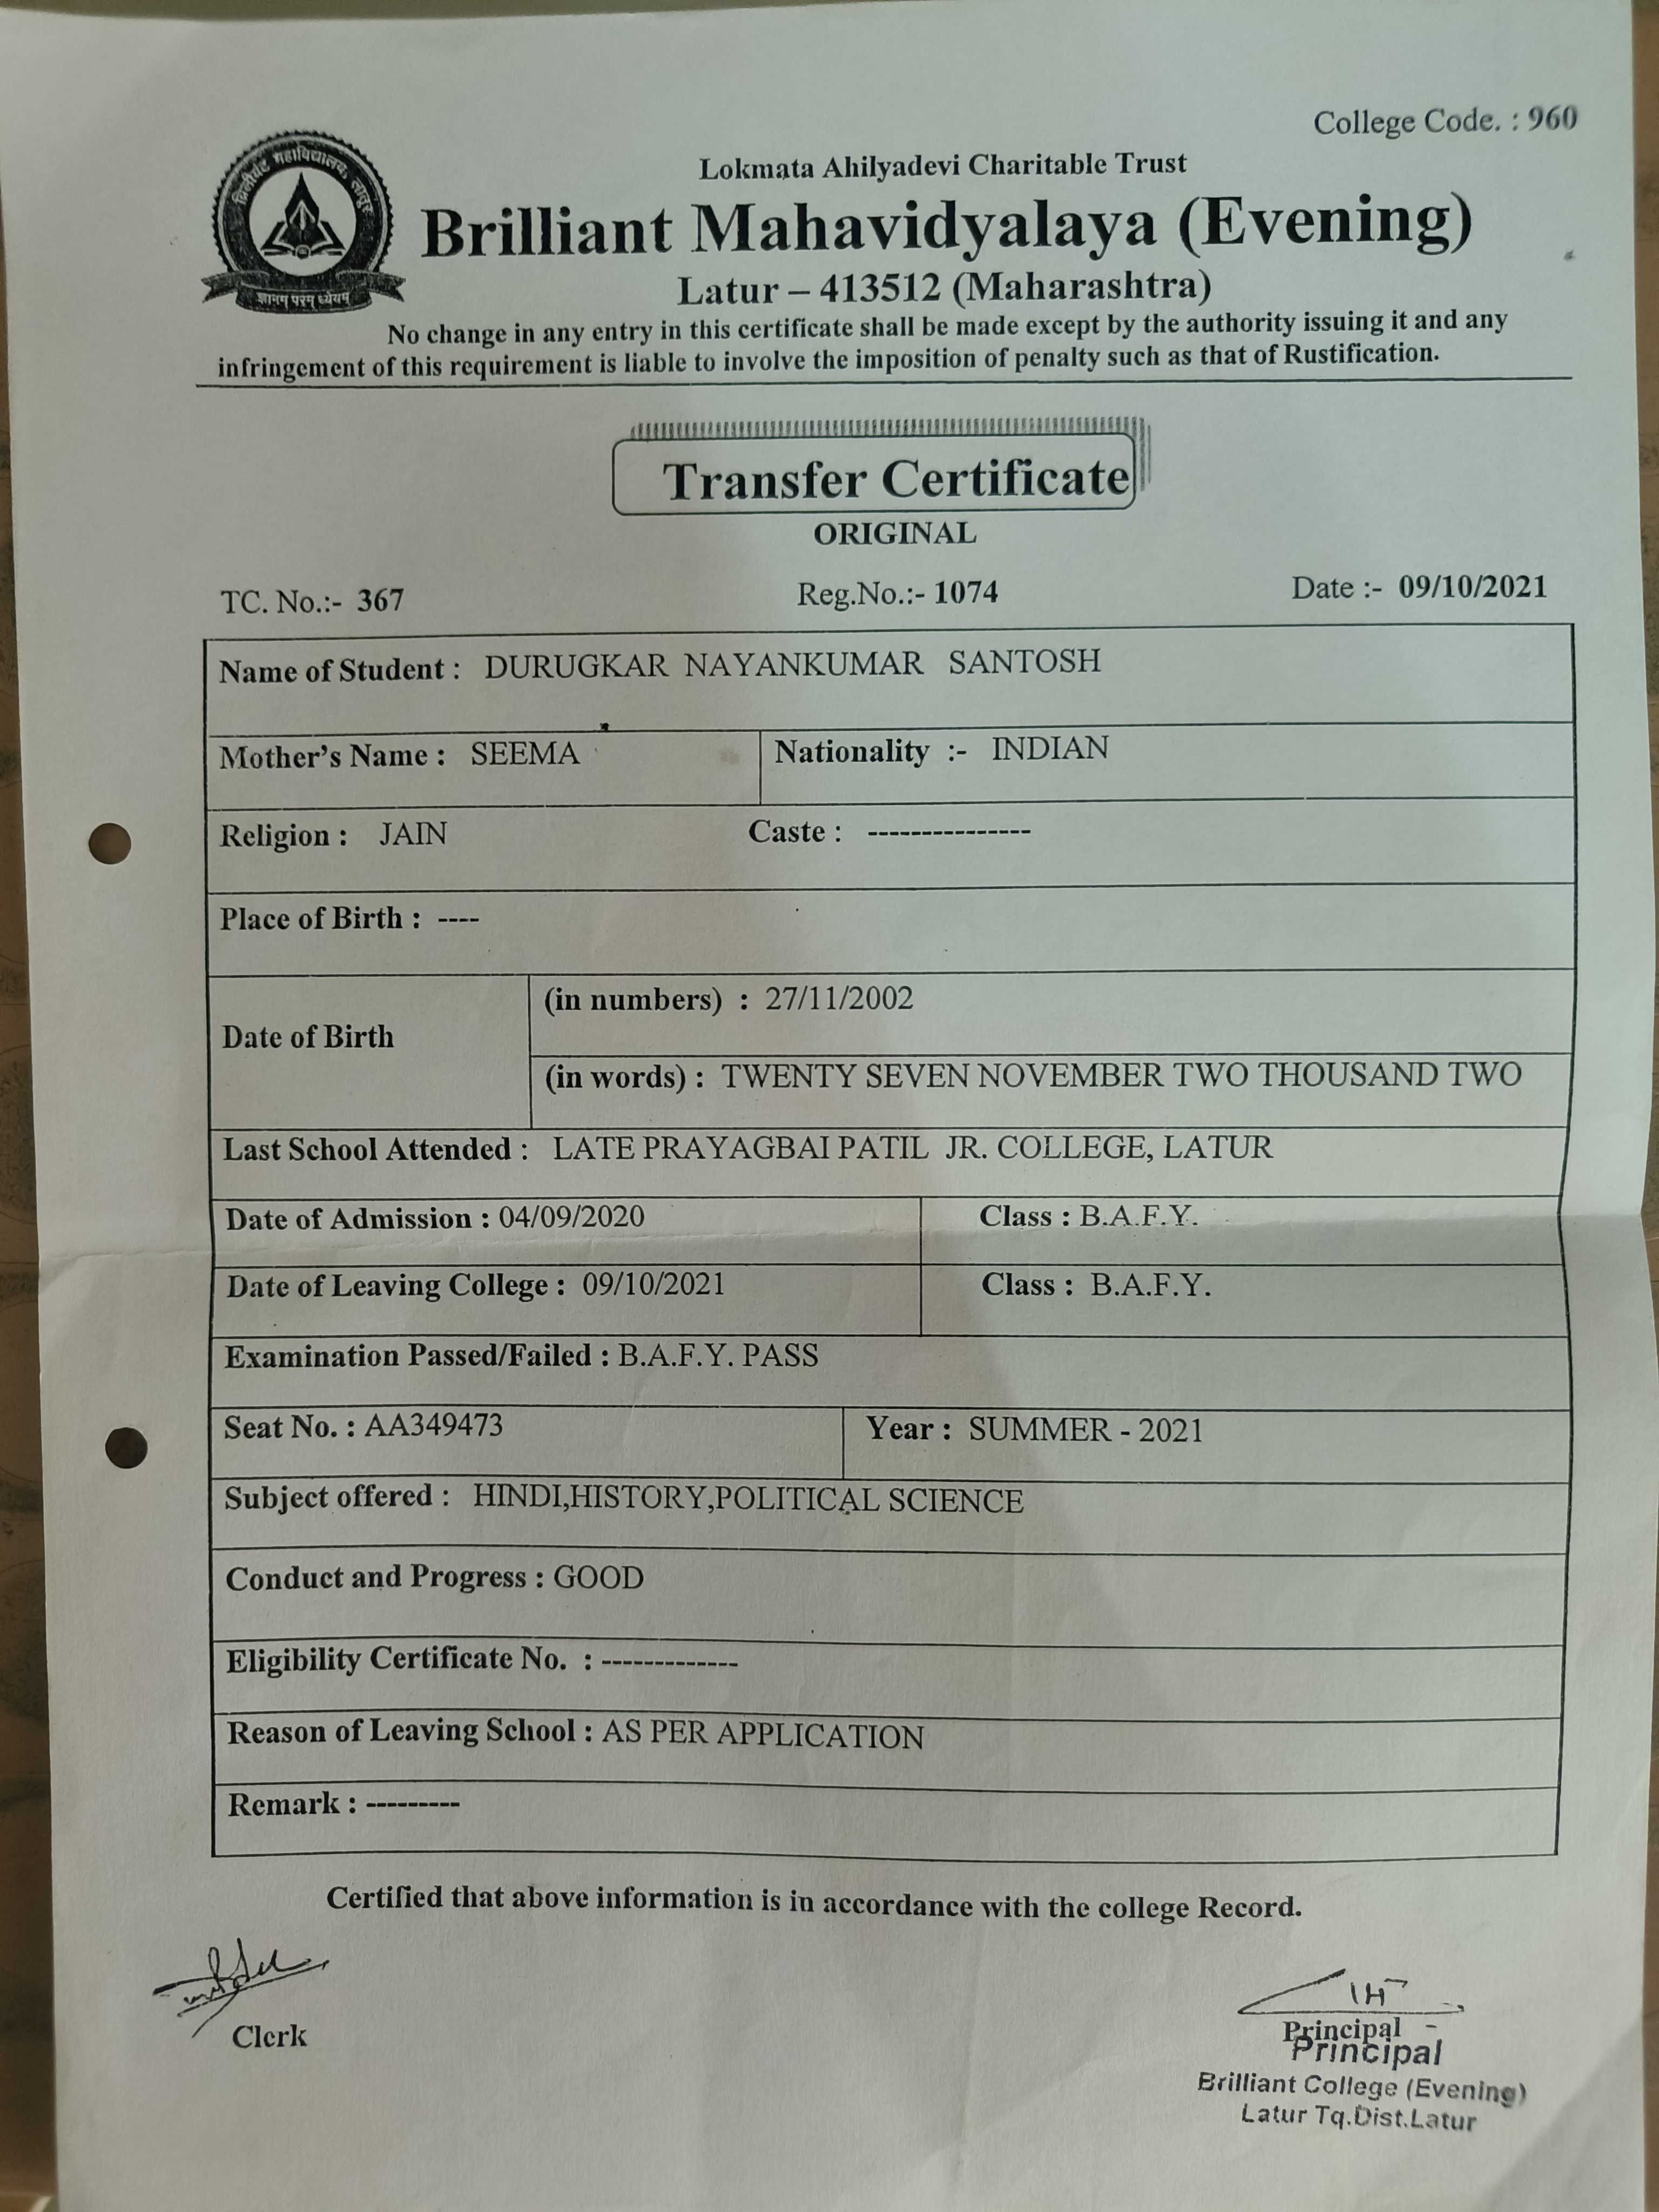 College Code. : 960
ब्रिलीयंट महाविद्यालय, लातूर
ज्ञानम् परम् ध्येयम्
Lokmata Ahilyadevi Charitable Trust
Brilliant Mahavidyalaya (Evening)
Latur – 413512 (Maharashtra)
No change in any entry in this certificate shall be made except by the authority issuing it and any
infringement of this requirement is liable to involve the imposition of penalty such as that of Rustification.
Transfer Certificate
ORIGINAL
TC. No.:- 367 Reg.No.:- 1074 Date :- 09/10/2021
Name of Student : DURUGKAR NAYANKUMAR SANTOSH
Mother's Name : SEEMA Nationality :- INDIAN
Religion : JAIN Caste : ---------------
Place of Birth : ----
Date of Birth
(in numbers) : 27/11/2002
(in words) : TWENTY SEVEN NOVEMBER TWO THOUSAND TWO
Last School Attended : LATE PRAYAGBAI PATIL JR. COLLEGE, LATUR
Date of Admission : 04/09/2020 Class : B.A.F.Y.
Date of Leaving College : 09/10/2021 Class : B.A.F.Y.
Examination Passed/Failed : B.A.F.Y. PASS
Seat No. : AA349473 Year : SUMMER - 2021
Subject offered : HINDI,HISTORY,POLITICAL SCIENCE
Conduct and Progress : GOOD
Eligibility Certificate No. : -------------
Reason of Leaving School : AS PER APPLICATION
Remark : ---------
Certified that above information is in accordance with the college Record.
Clerk
Principal
Principal
Brilliant College (Evening)
Latur Tq.Dist.Latur